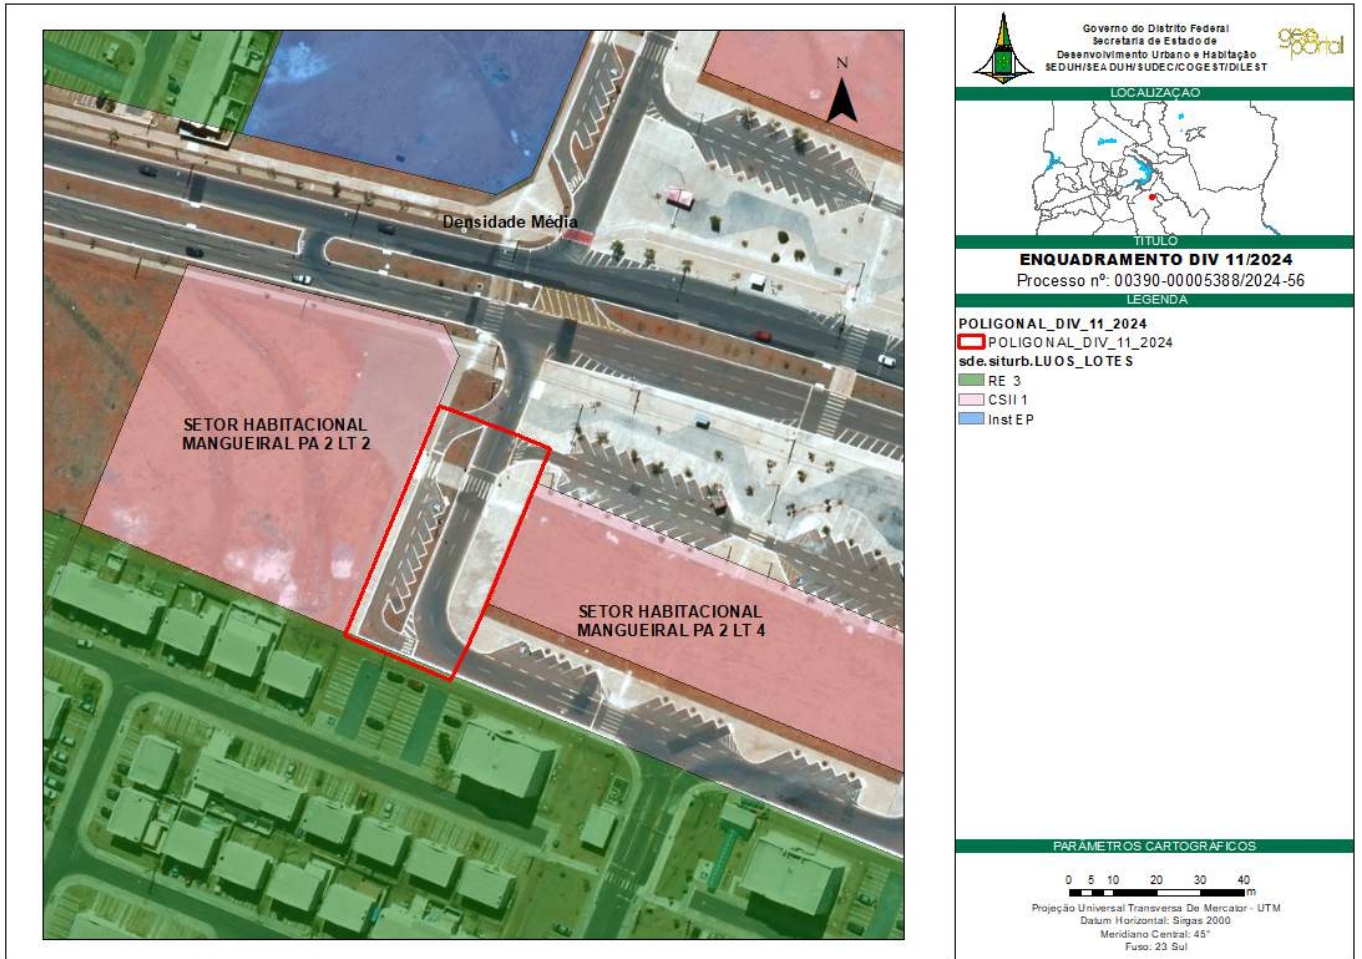 N
Densidade Média
SETOR HABITACIONAL
MANGUEIRAL PA 2 LT 2
SETOR HABITACIONAL
MANGUEIRAL PA 2 LT 4
Governo do Distrito Federal
Secretaria de Estado de
Desenvolvimento Urbano e Habitação
SEDUH/SEADUH/SUDEC/COGEST/DILEST
geo
portal
LOCALIZAÇAO
TITULO
ENQUADRAMENTO DIV 11/2024
Processo nº: 00390-00005388/2024-56
LEGENDA
POLIGONAL_DIV_11_2024
POLIGONAL_DIV_11_2024
sde.siturb.LUOS_LOTES
RE 3
CSII 1
Inst EP
PARÂMETROS CARTOGRÁFICOS
0 5 10 20 30 40
m
Projeção Universal Transversa De Mercator - UTM
Datum Horizontal: Sirgas 2000
Meridiano Central: 45°
Fuso: 23 Sul